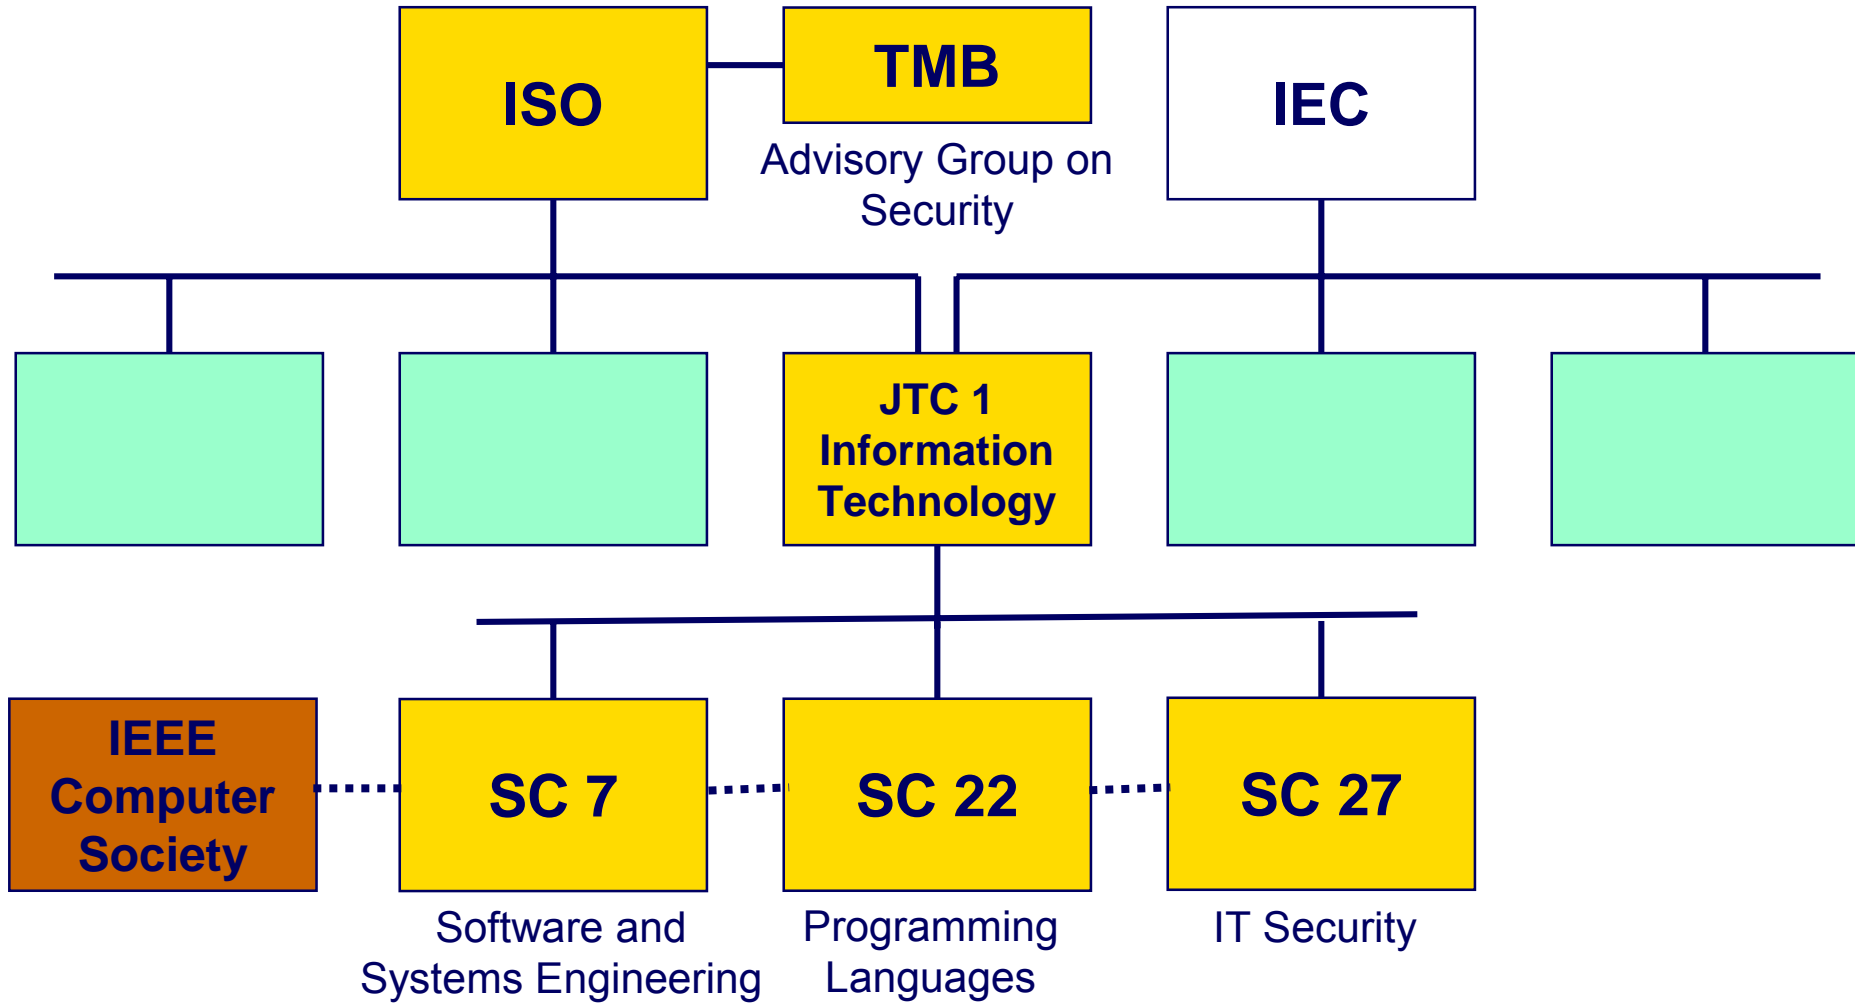 ISO
TMB
Advisory Group on
Security
IEC
JTC 1
Information
Technology
IEEE
Computer
Society
SC 7
SC 22
SC 27
Software and
Systems Engineering
Programming
Languages
IT Security